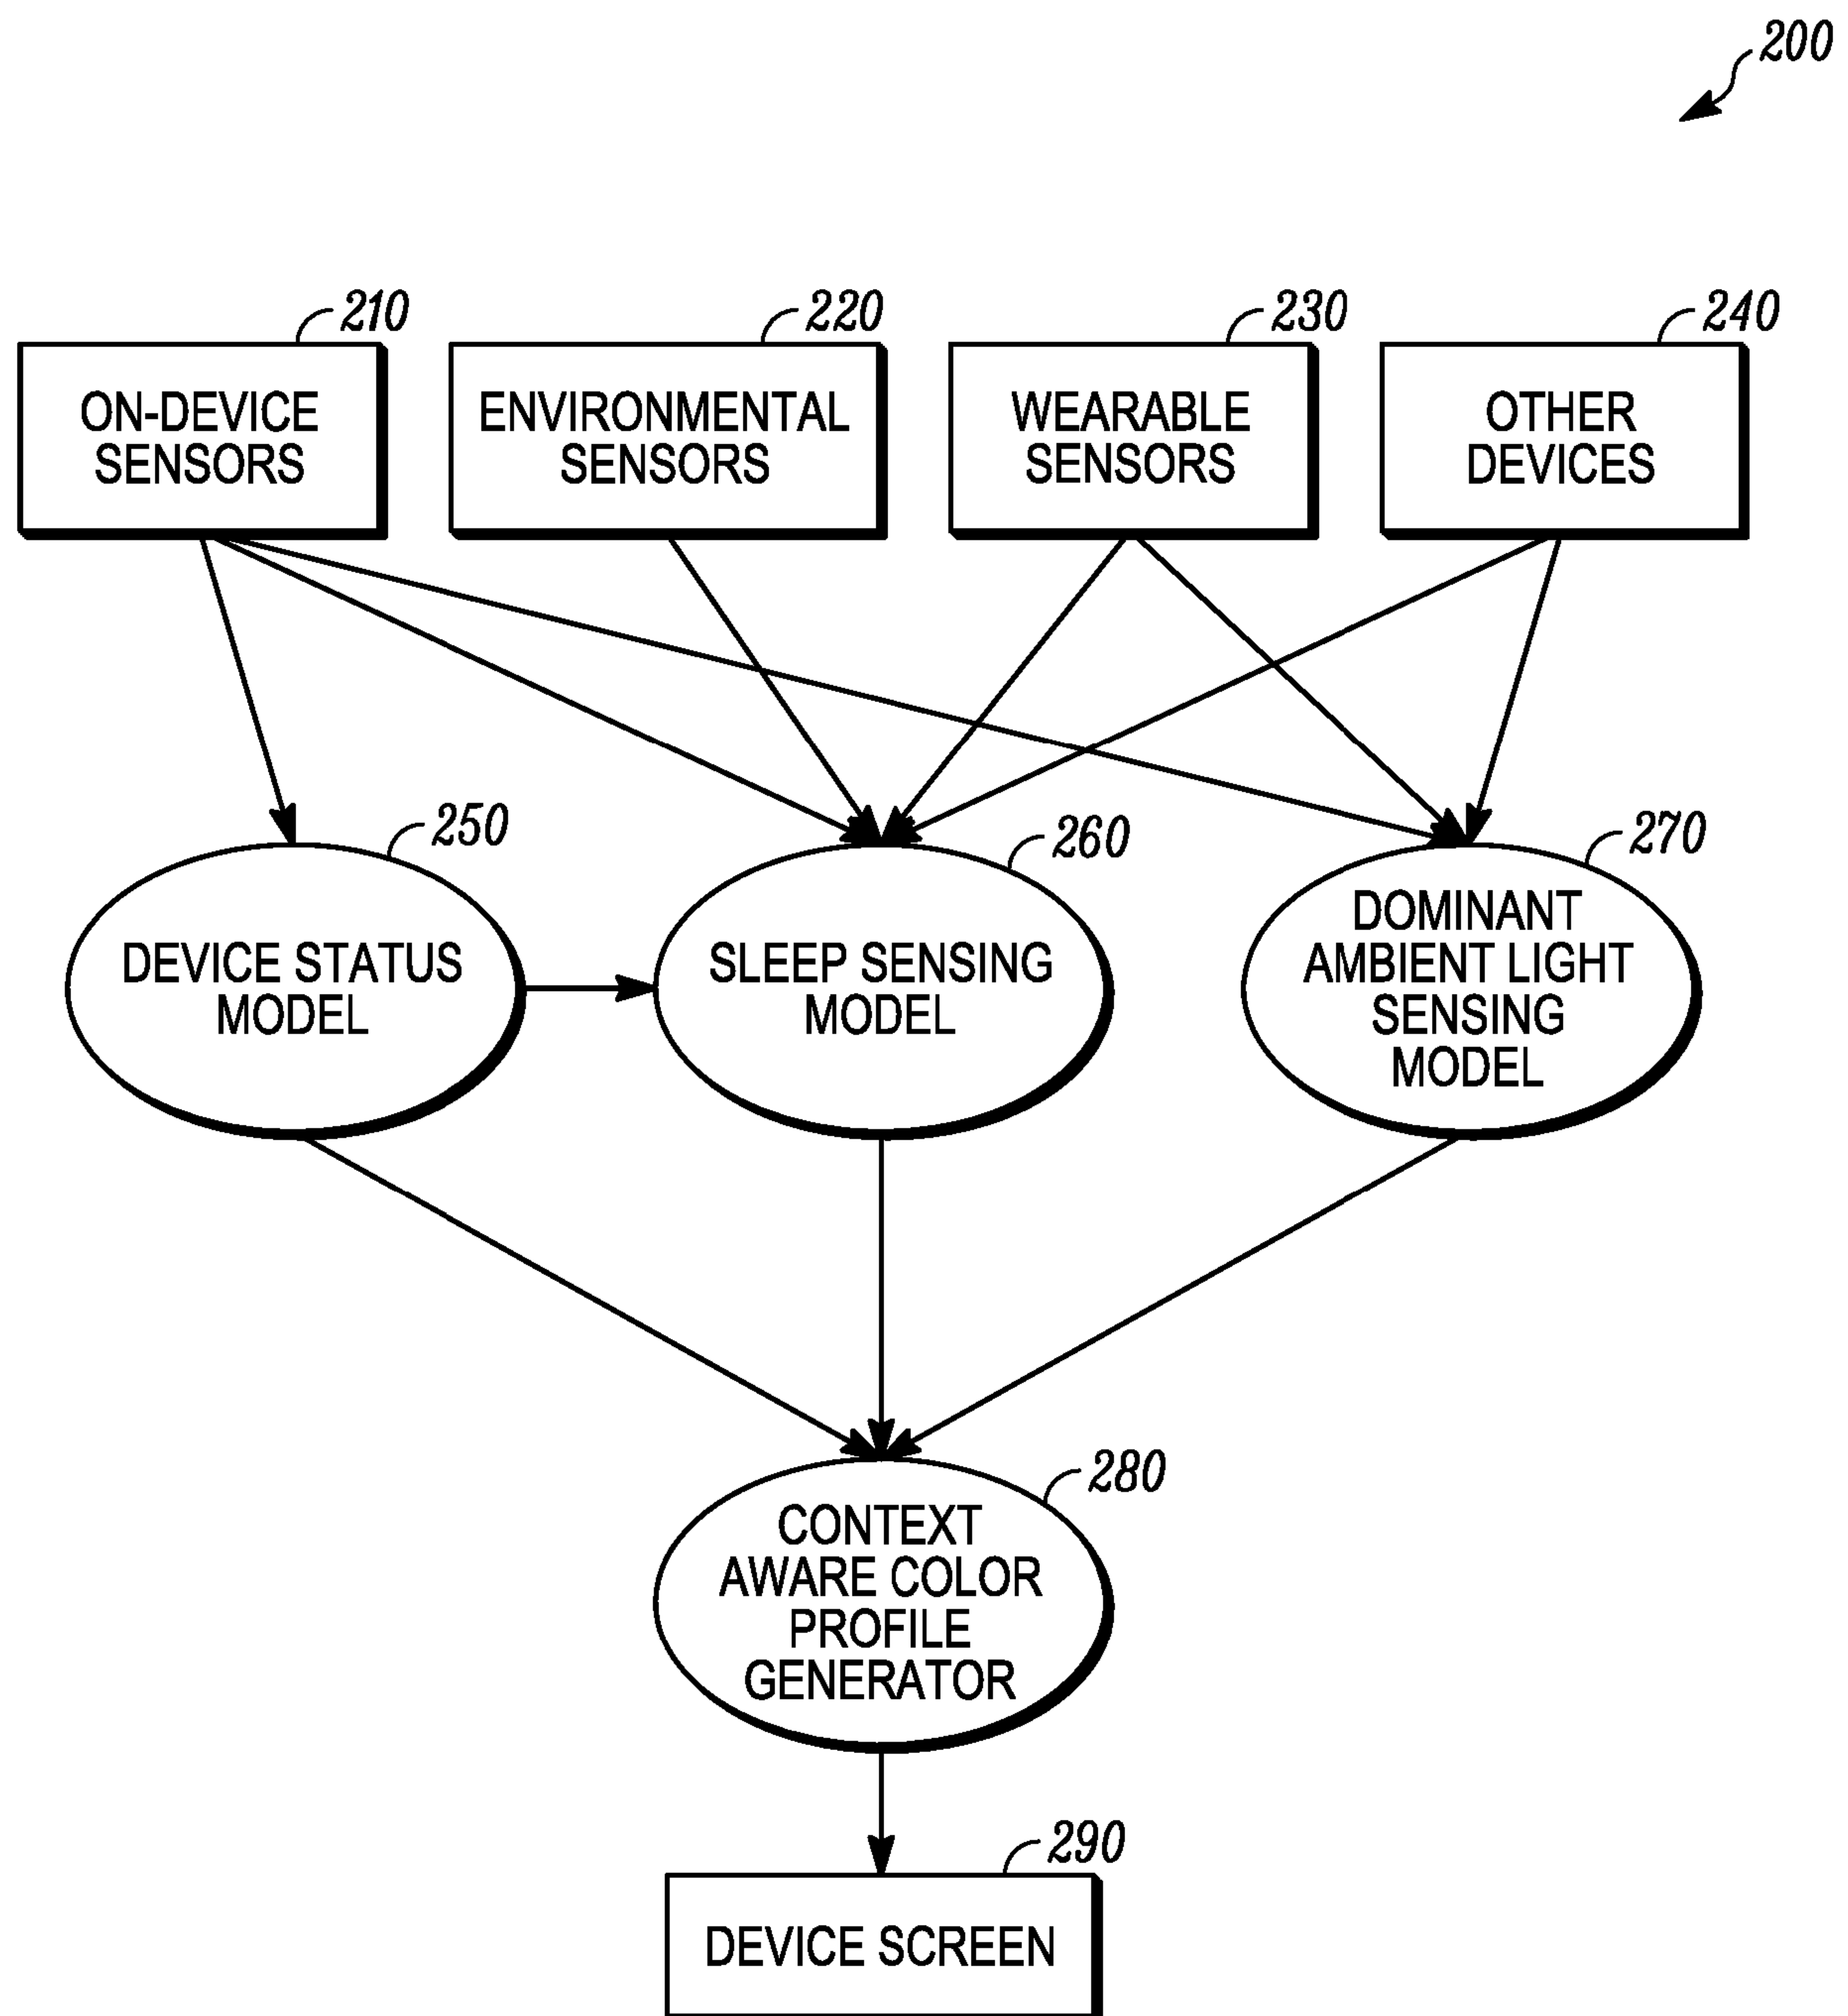 200
210
220
230
240
ON-DEVICE
SENSORS
ENVIRONMENTAL
SENSORS
WEARABLE
SENSORS
OTHER
DEVICES
250
260
270
DEVICE STATUS
MODEL
SLEEP SENSING
MODEL
DOMINANT
AMBIENT LIGHT
SENSING
MODEL
280
CONTEXT
AWARE COLOR
PROFILE
GENERATOR
290
DEVICE SCREEN